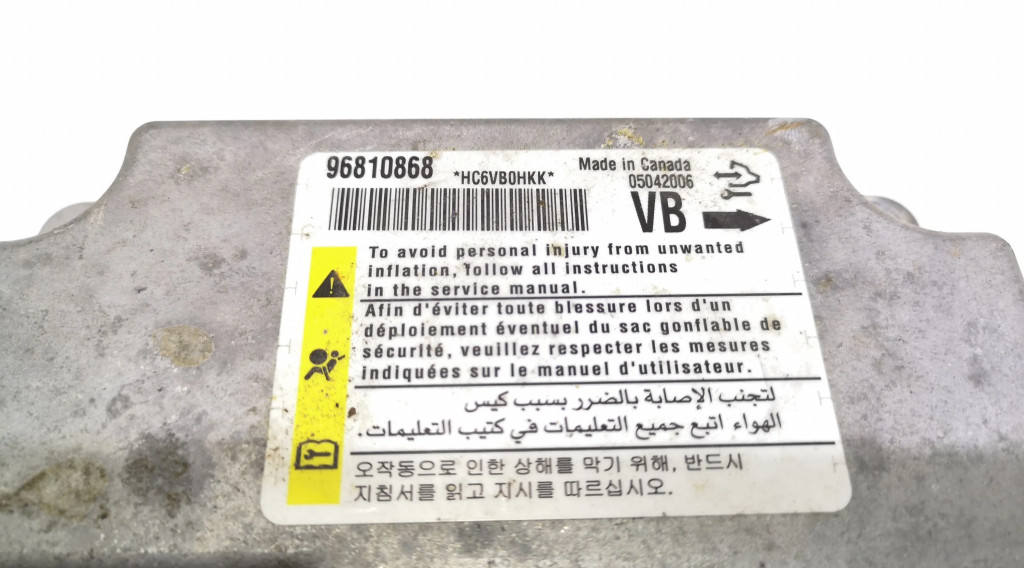 96810868 *HC6VB0HKK* Made in Canada
05042006
VB
To avoid personal injury from unwanted
inflation, follow all instructions
in the service manual.
Afin d'éviter toute blessure lors d'un
déploiement éventuel du sac gonflable de
sécurité, veuillez respecter les mesures
indiquées sur le manuel d'utilisateur.
لتجنب الإصابة بالضرر بسبب كيس
الهواء اتبع جميع التعليمات في كتيب التعليمات.
오작동으로 인한 상해를 막기 위해, 반드시
지침서를 읽고 지시를 따르십시오.